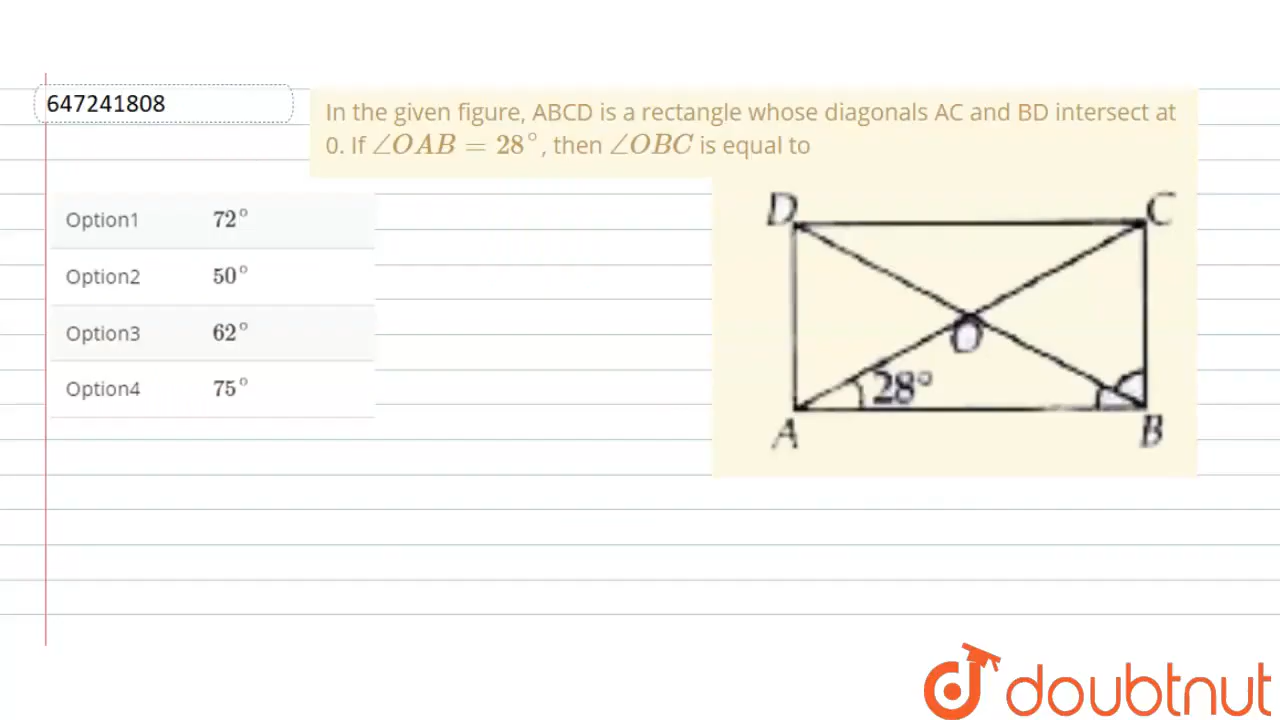 647241808
In the given figure, ABCD is a rectangle whose diagonals AC and BD intersect at
0. If ∠OAB = 28°, then ∠OBC is equal to
Option1 72°
Option2 50°
Option3 62°
Option4 75°
D C
O
28°
A B
doubtnut